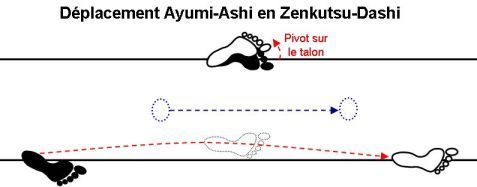 Déplacement Ayumi-Ashi en Zenkutsu-Dashi
Pivot sur
le talon